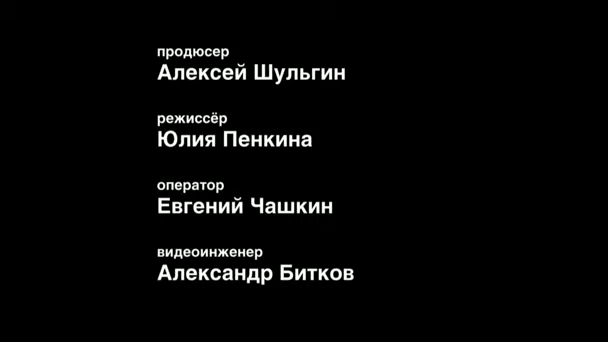 продюсер
Алексей Шульгин
режиссёр
Юлия Пенкина
оператор
Евгений Чашкин
видеоинженер
Александр Битков